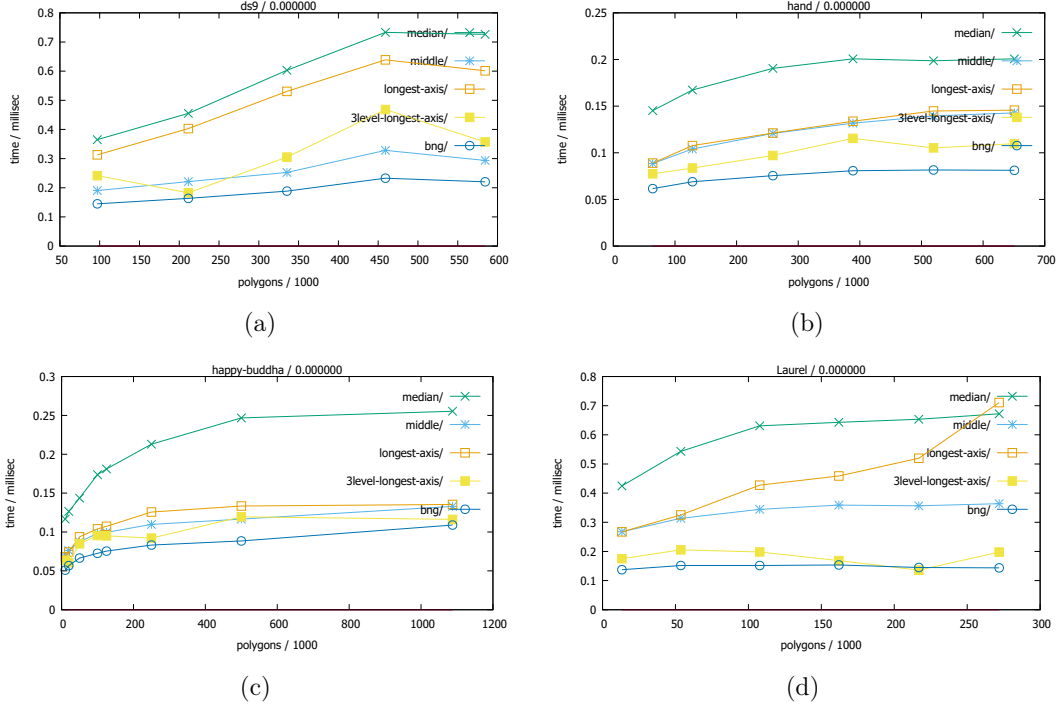 ds9 / 0.000000
0.8
0.7
0.6
0.5
0.4
0.3
0.2
0.1
0
time / millisec
median/
middle/
longest-axis/
3level-longest-axis/
bng/
50 100 150 200 250 300 350 400 450 500 550 600
polygons / 1000
(a)
hand / 0.000000
0.25
0.2
0.15
0.1
0.05
0
time / millisec
median/
middle/
longest-axis/
3level-longest-axis/
bng/
0 100 200 300 400 500 600 700
polygons / 1000
(b)
happy-buddha / 0.000000
0.3
0.25
0.2
0.15
0.1
0.05
0
time / millisec
median/
middle/
longest-axis/
3level-longest-axis/
bng/
0 200 400 600 800 1000 1200
polygons / 1000
(c)
Laurel / 0.000000
0.8
0.7
0.6
0.5
0.4
0.3
0.2
0.1
0
time / millisec
median/
middle/
longest-axis/
3level-longest-axis/
bng/
0 50 100 150 200 250 300
polygons / 1000
(d)